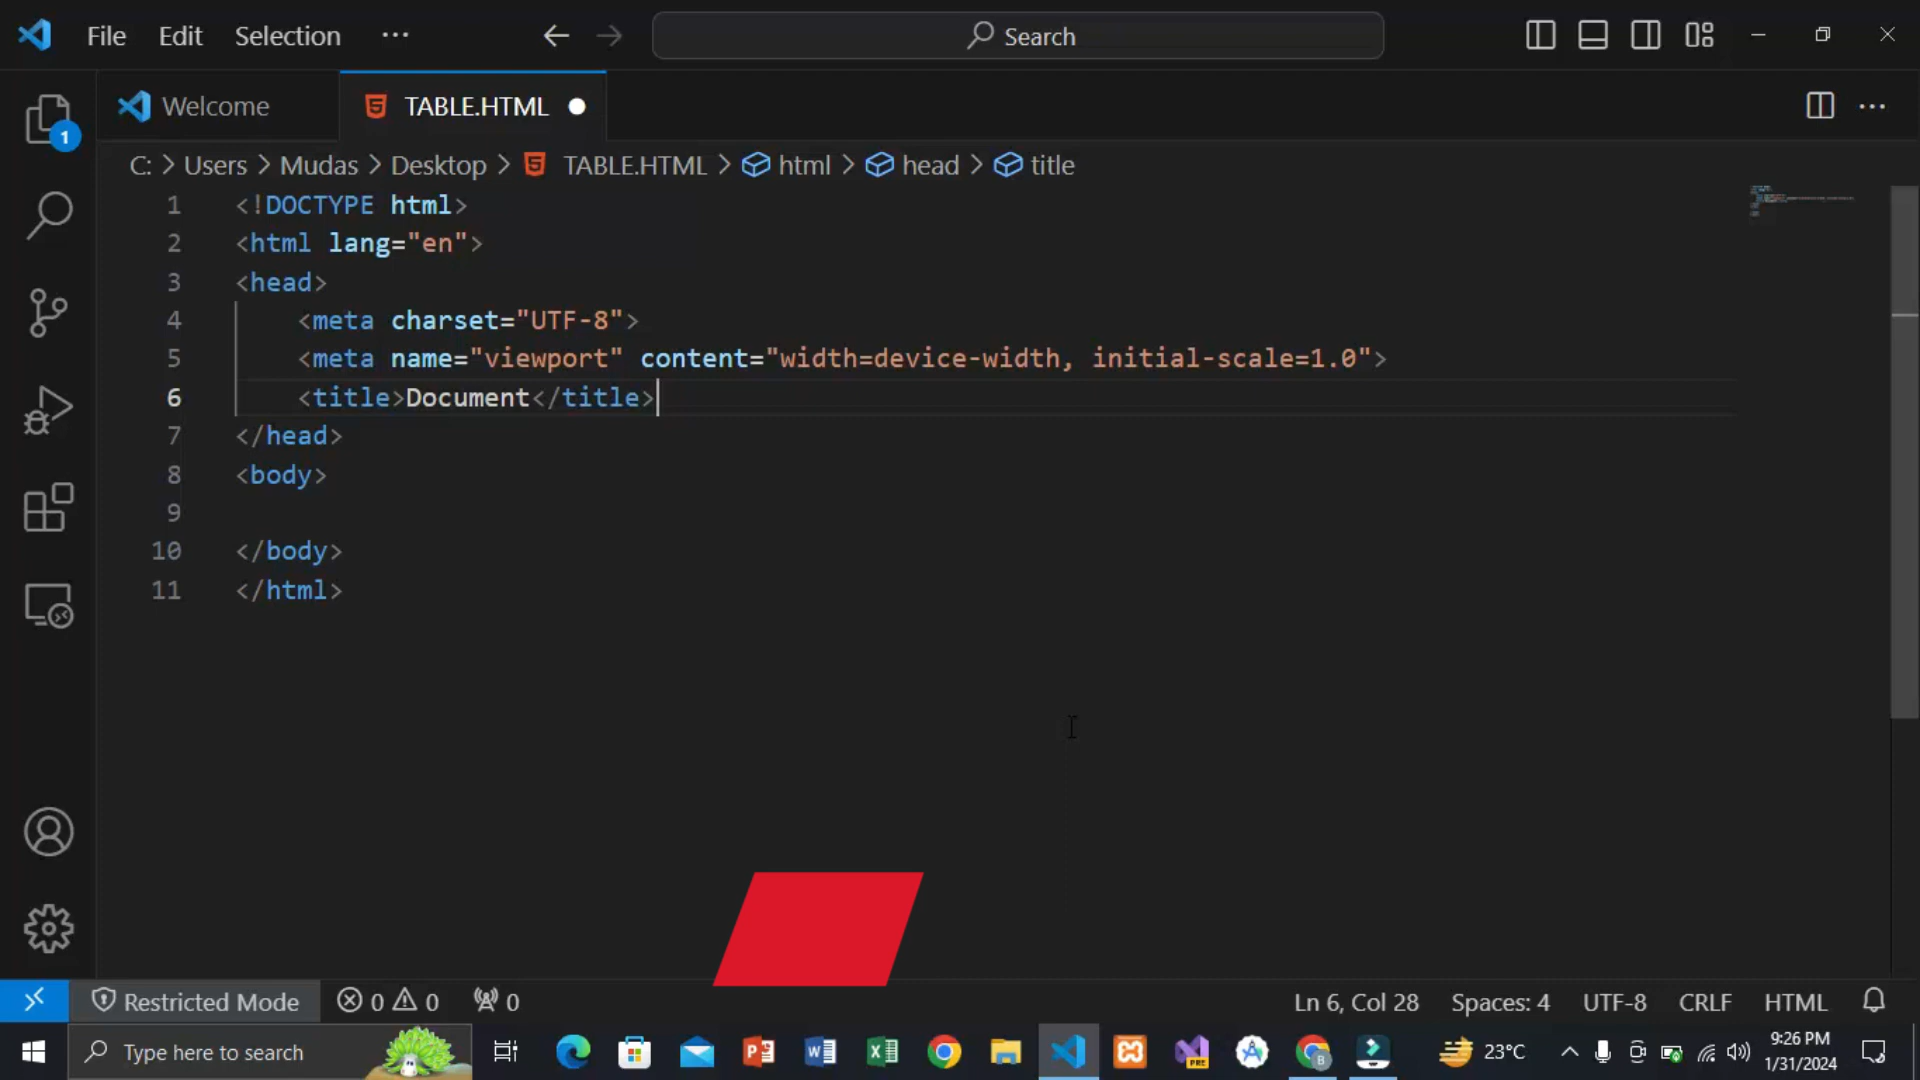 File Edit Selection ··· Search
Welcome TABLE.HTML
C: > Users > Mudas > Desktop > TABLE.HTML > html > head > title
1 <!DOCTYPE html>
2 <html lang="en">
3 <head>
4 <meta charset="UTF-8">
5 <meta name="viewport" content="width=device-width, initial-scale=1.0">
6 <title>Document</title>
7 </head>
8 <body>
9
10 </body>
11 </html>
1
Restricted Mode 0 0 0 Ln 6, Col 28 Spaces: 4 UTF-8 CRLF HTML
Type here to search 23°C 9:26 PM
1/31/2024